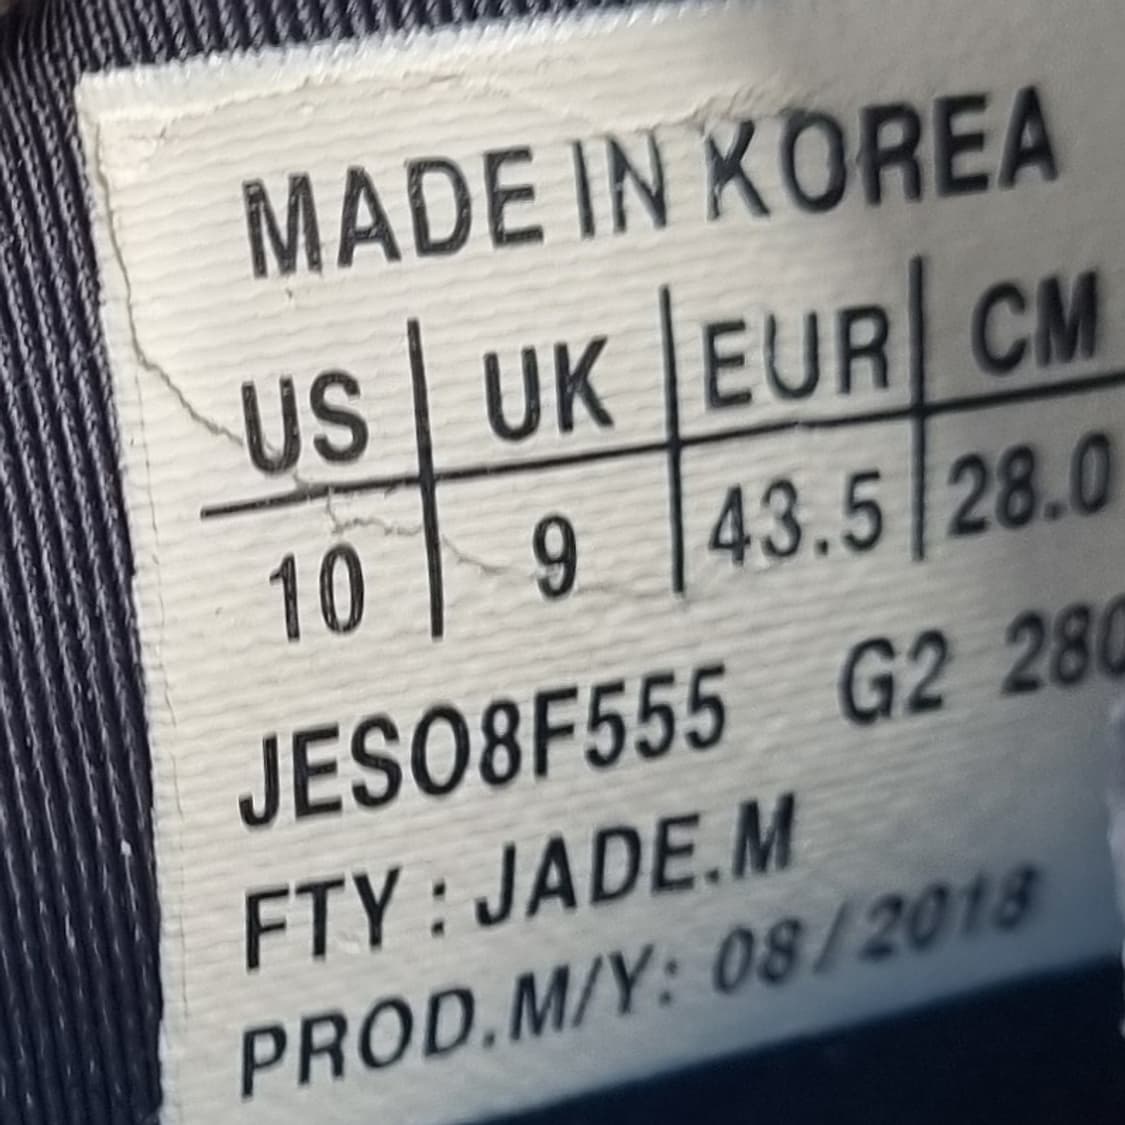 MADE IN KOREA
US UK EUR CM
10 9 43.5 28.0
JESO8F555 G2 280
FTY : JADE.M
PROD.M/Y: 08/2018